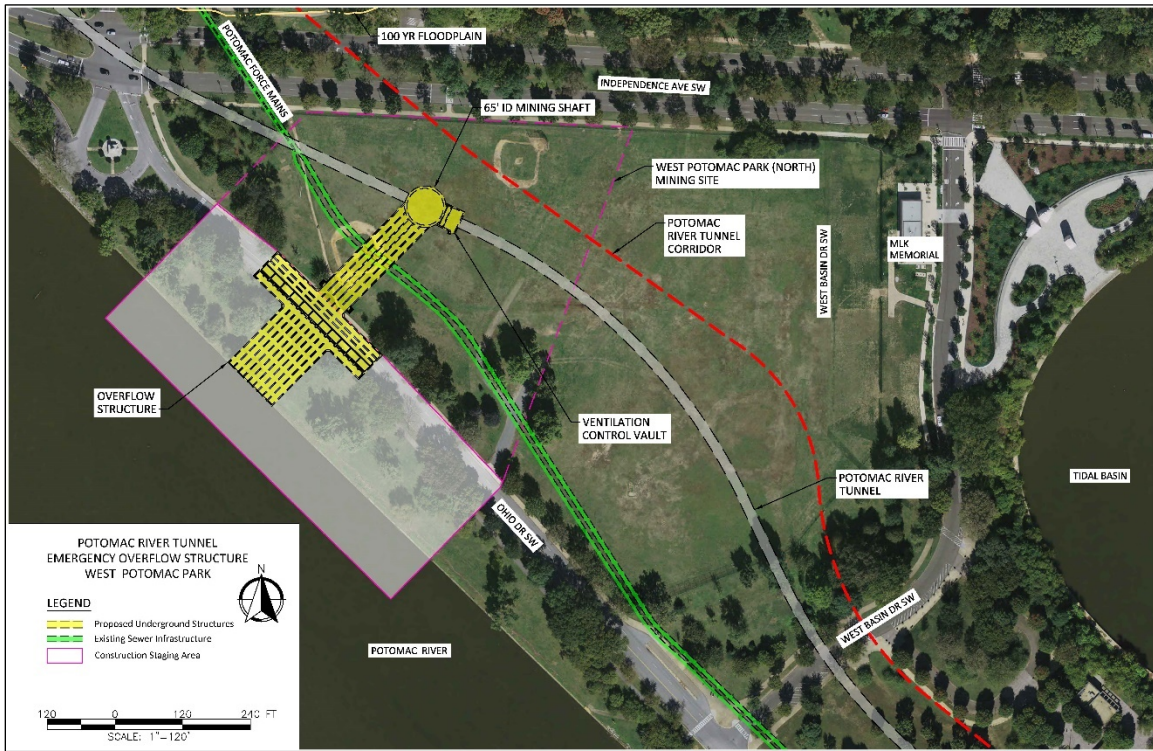 100 YR FLOODPLAIN
POTOMAC FORCE MAINS
INDEPENDENCE AVE SW
65' ID MINING SHAFT
WEST POTOMAC PARK (NORTH)
MINING SITE
POTOMAC
RIVER TUNNEL
CORRIDOR
WEST BASIN DR SW
MLK
MEMORIAL
OVERFLOW
STRUCTURE
VENTILATION
CONTROL VAULT
POTOMAC RIVER
TUNNEL
TIDAL BASIN
OHIO DR SW
WEST BASIN DR SW
POTOMAC RIVER
POTOMAC RIVER TUNNEL
EMERGENCY OVERFLOW STRUCTURE
WEST POTOMAC PARK
N
LEGEND
Proposed Underground Structures
Existing Sewer Infrastructure
Construction Staging Area
120 0 120 240 FT
SCALE: 1"=120'